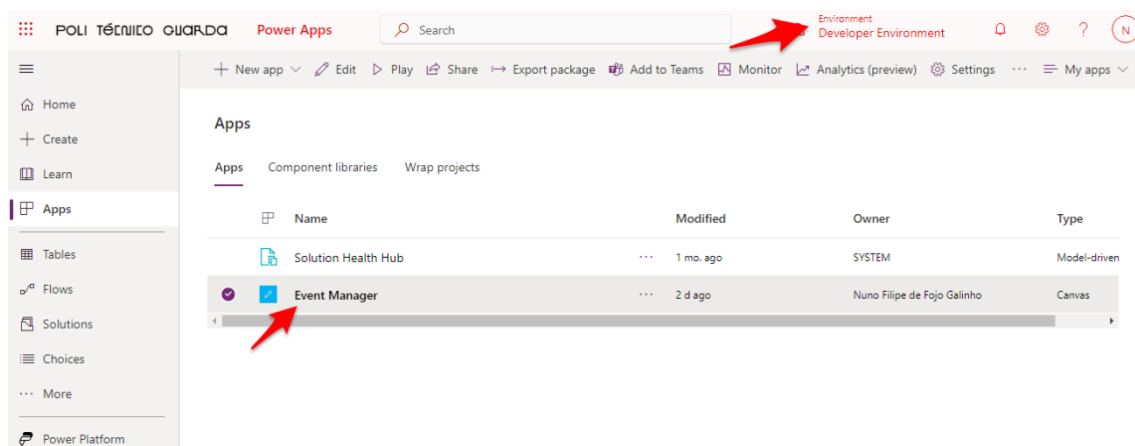 Environment
POLI TÉCNICO GUARDA Power Apps Search Developer Environment ? N
New app Edit Play Share Export package Add to Teams Monitor Analytics (preview) Settings ... My apps
Home
Create
Learn
Apps
Tables
Flows
Solutions
Choices
... More
Power Platform
Apps
Apps Component libraries Wrap projects
Name Modified Owner Type
Solution Health Hub ... 1 mo. ago SYSTEM Model-driven
Event Manager ... 2 d ago Nuno Filipe de Fojo Galinho Canvas